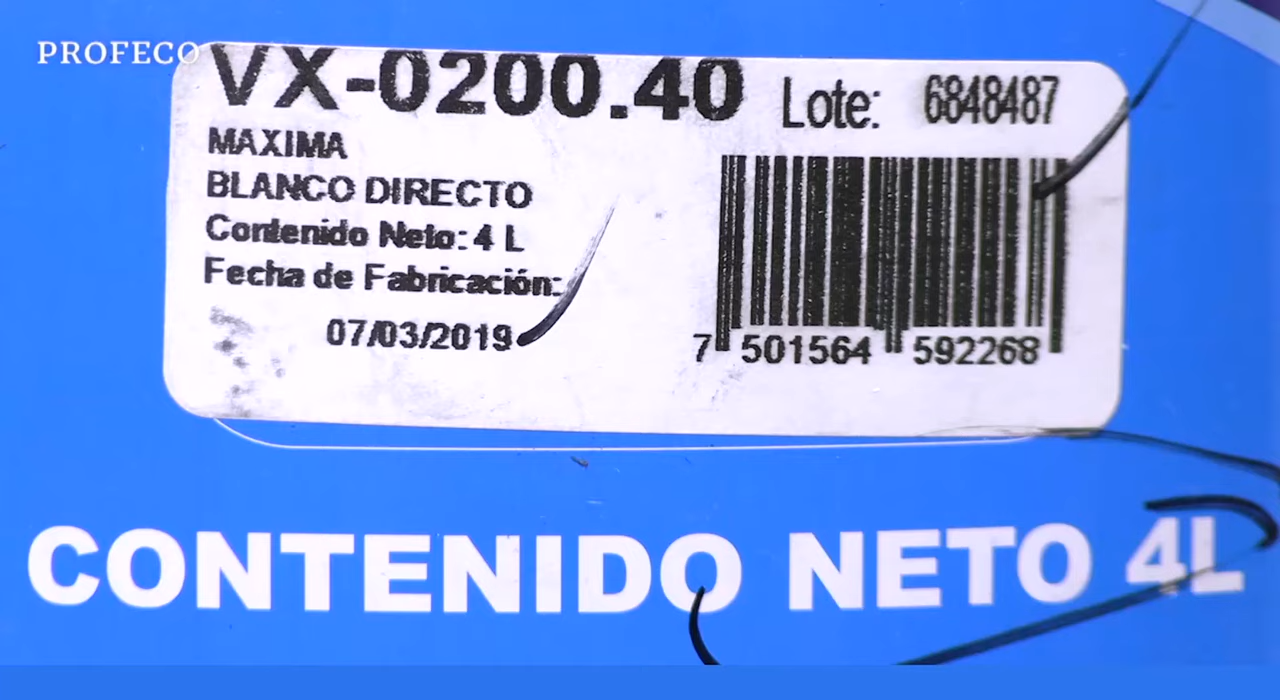 PROFECO
VX-0200.40
Lote: 6848487
MAXIMA
BLANCO DIRECTO
Contenido Neto: 4 L
Fecha de Fabricación:
07/03/2019
7 501564 592268
CONTENIDO NETO 4L